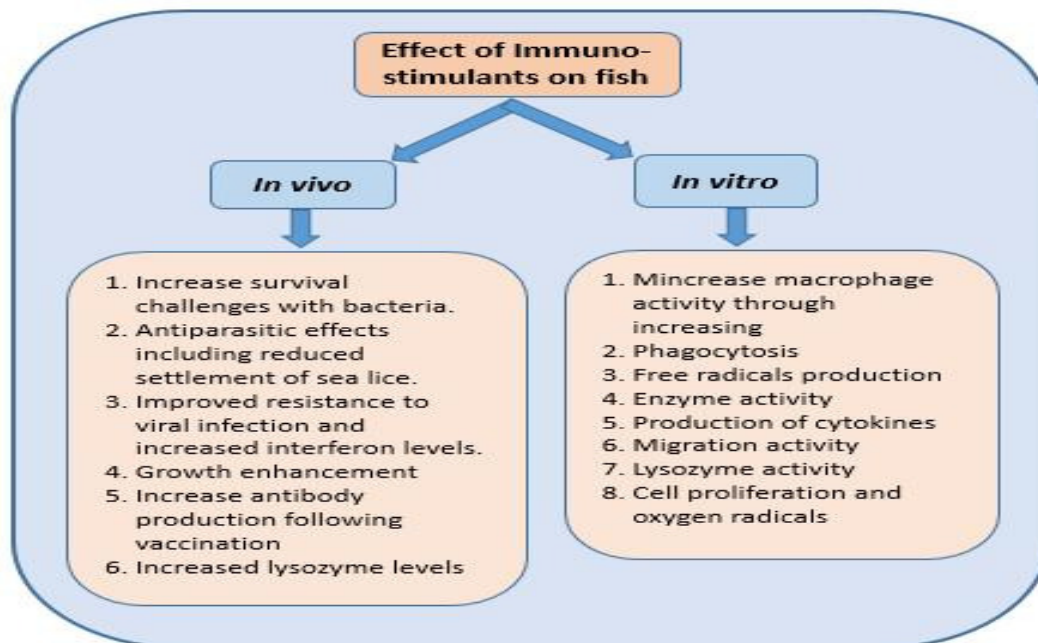 Effect of Immuno-
stimulants on fish
In vivo
1. Increase survival
challenges with bacteria.
2. Antiparasitic effects
including reduced
settlement of sea lice.
3. Improved resistance to
viral infection and
increased interferon levels.
4. Growth enhancement
5. Increase antibody
production following
vaccination
6. Increased lysozyme levels
In vitro
1. Mincrease macrophage
activity through
increasing
2. Phagocytosis
3. Free radicals production
4. Enzyme activity
5. Production of cytokines
6. Migration activity
7. Lysozyme activity
8. Cell proliferation and
oxygen radicals